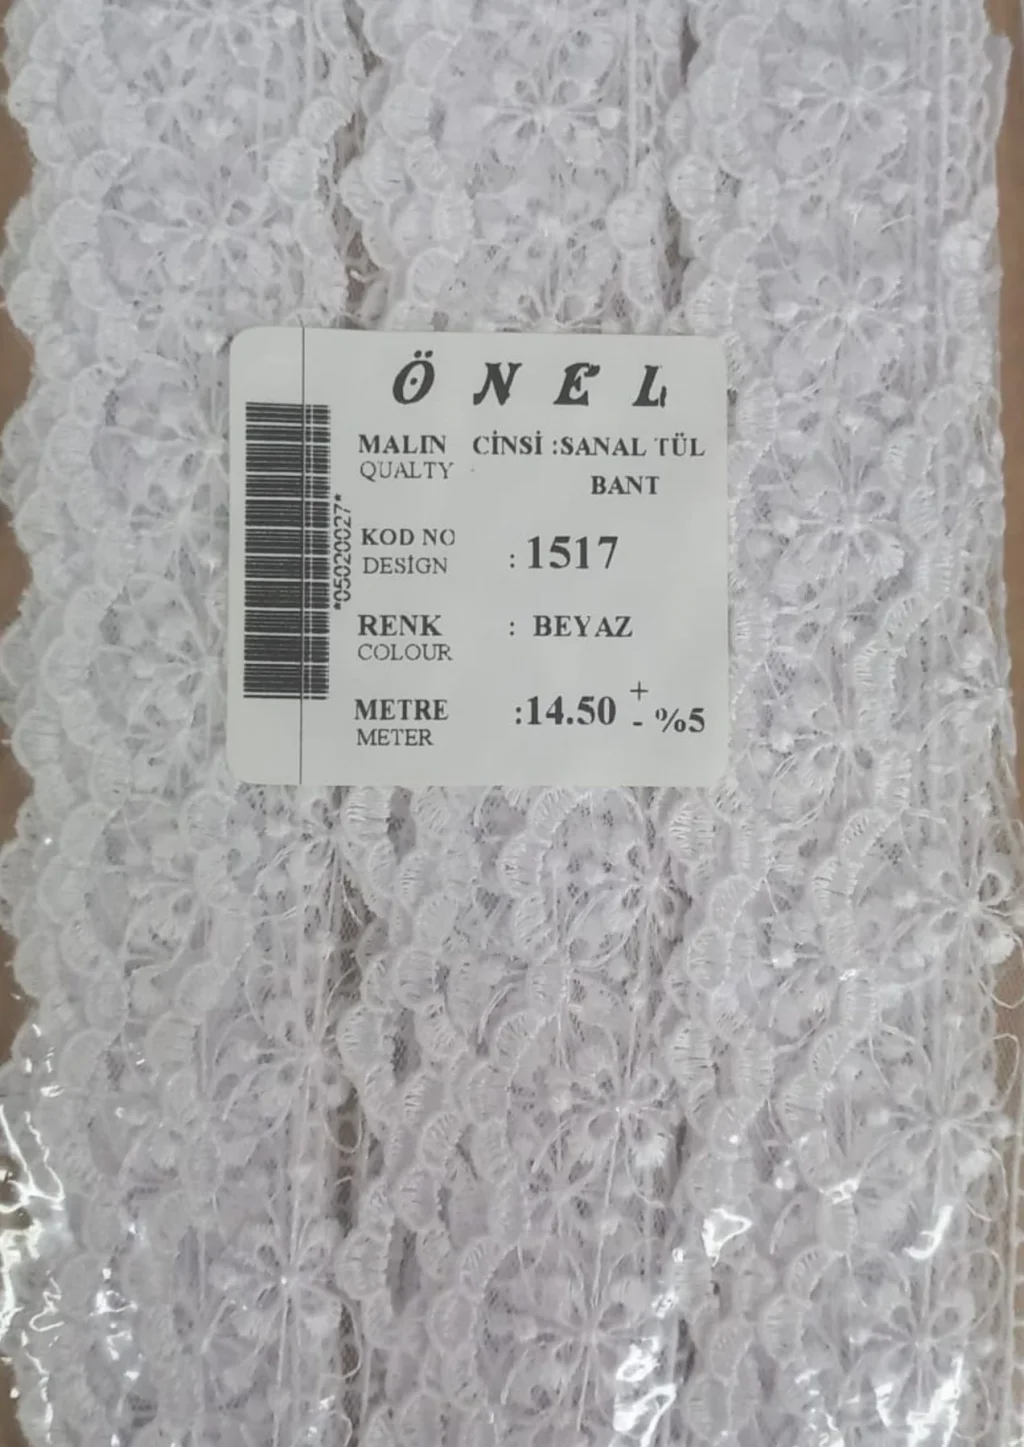 ÖNEL
MALIN CİNSİ :SANAL TÜL
QUALTY
BANT
KOD NO
DESİGN : 1517
RENK : BEYAZ
COLOUR
METRE :14.50 +
- %5
METER
*05020027*